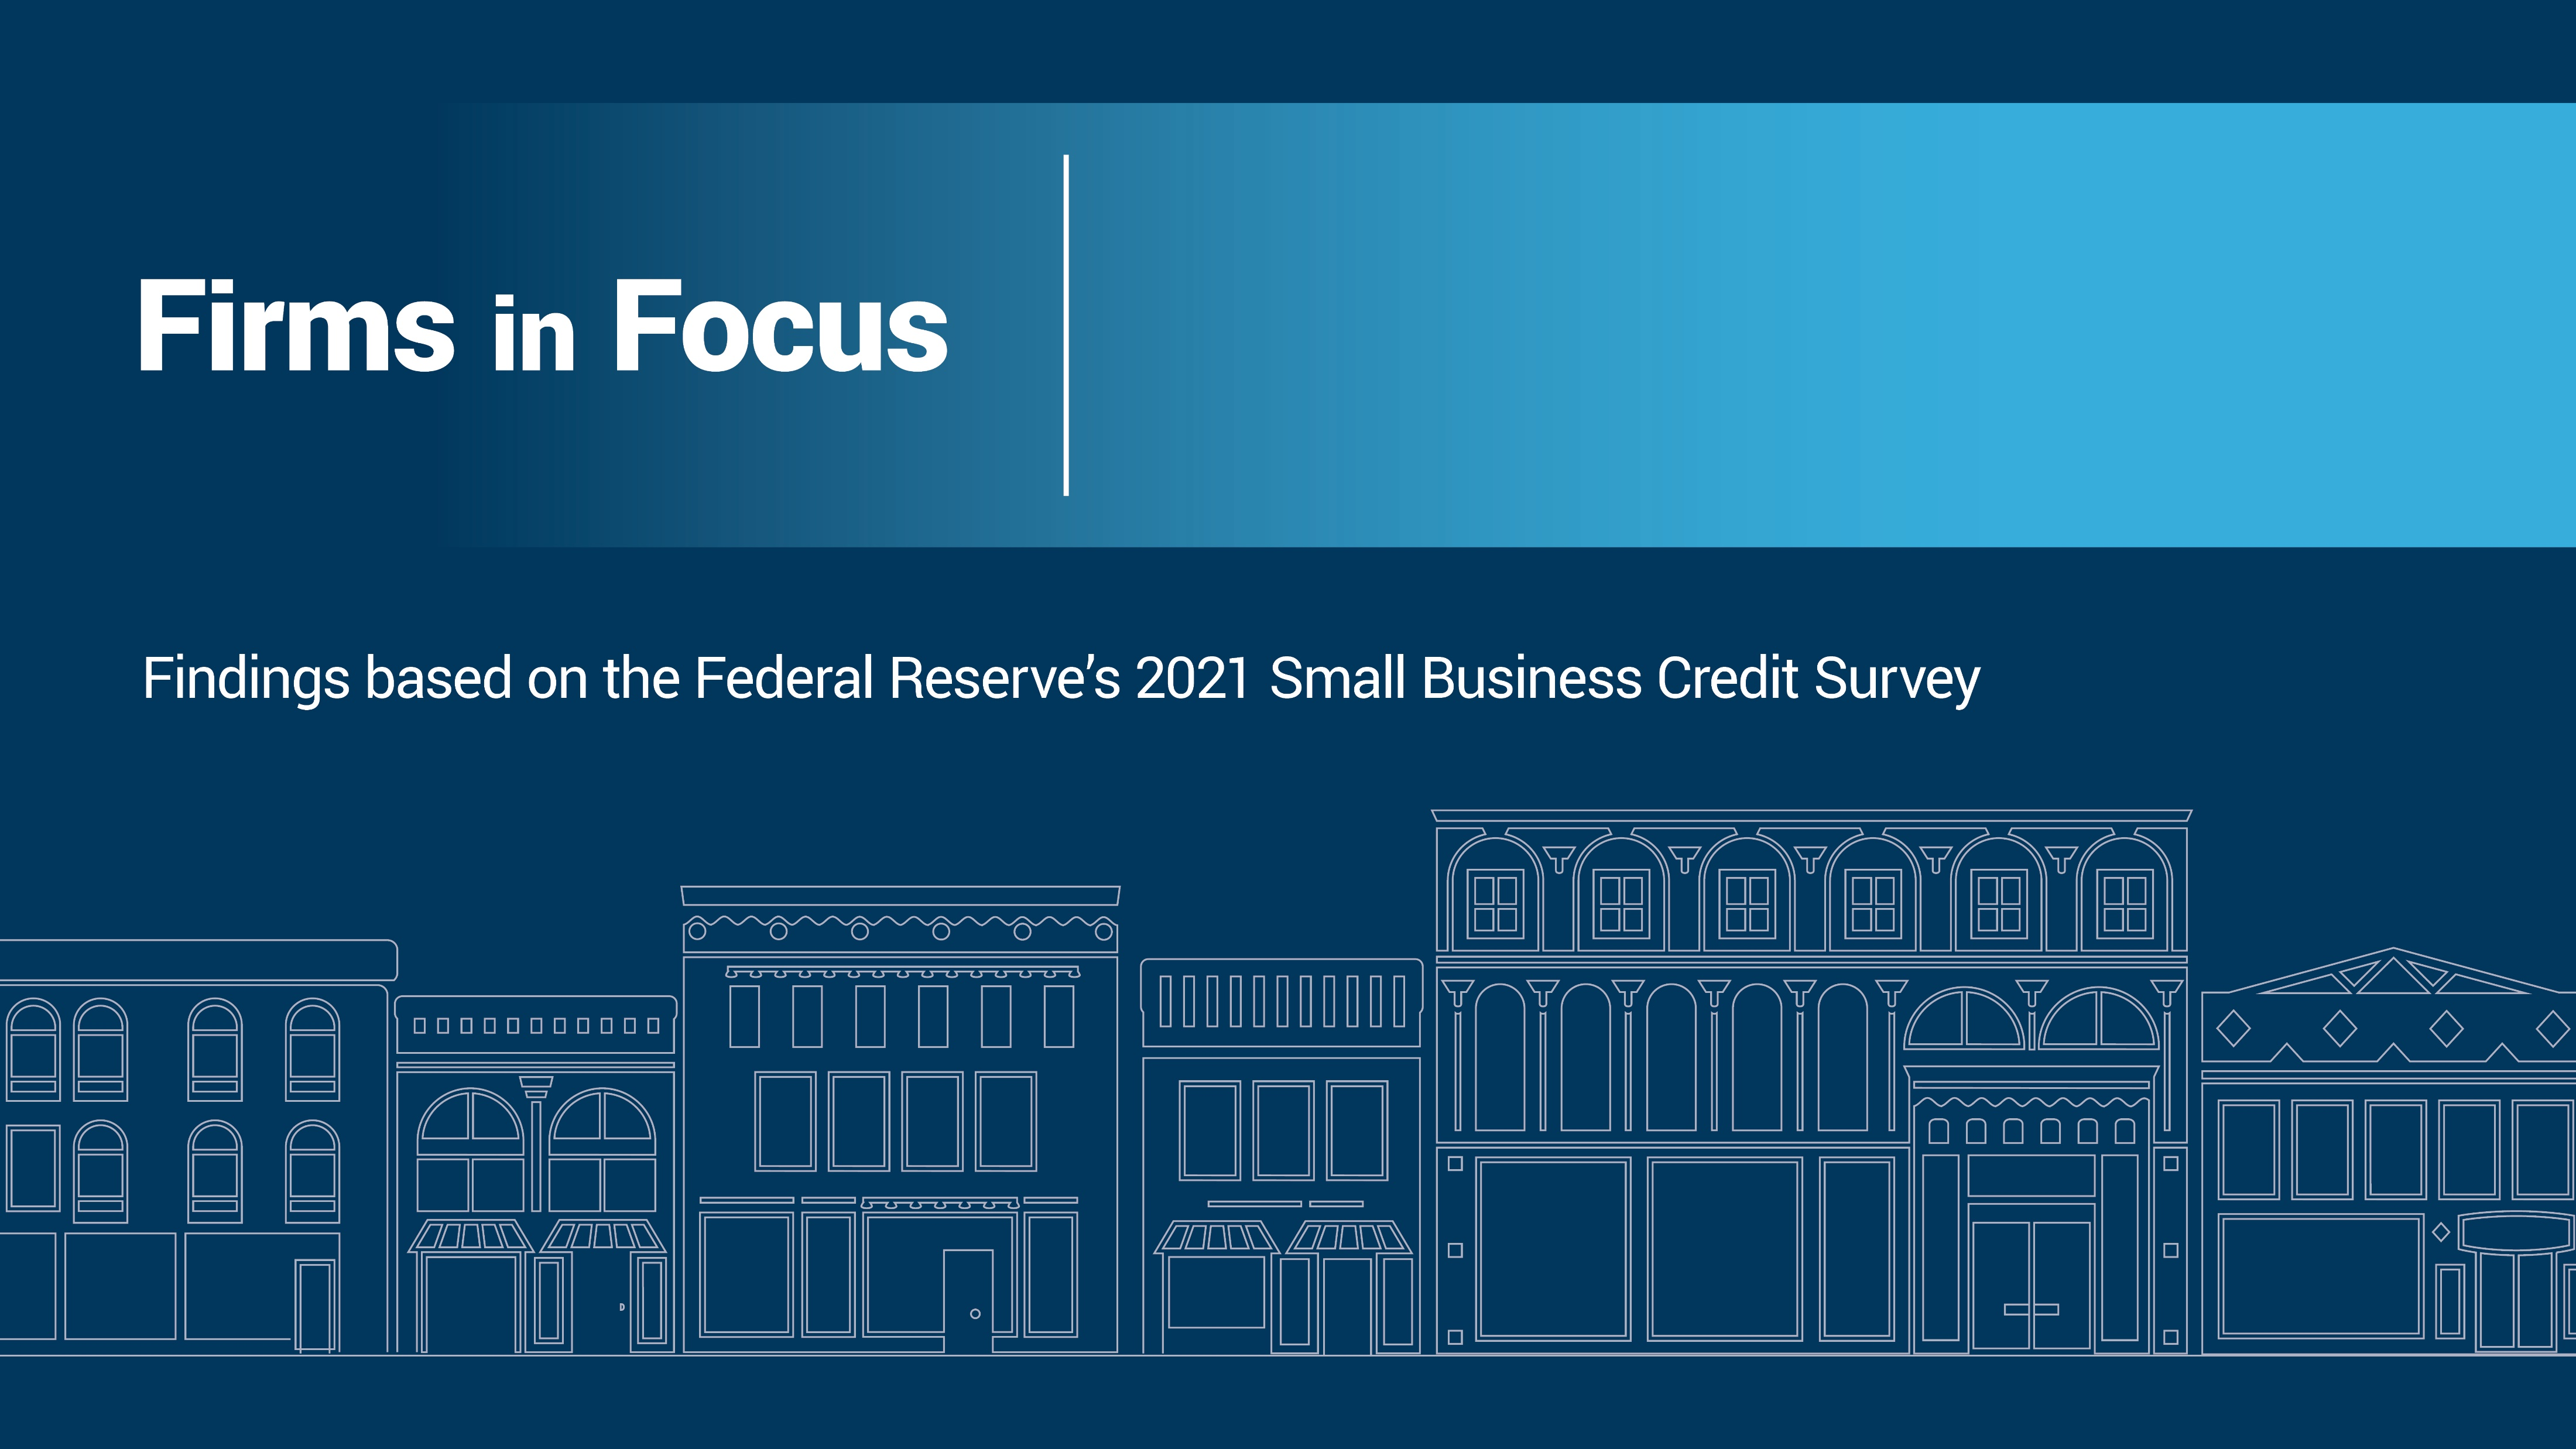 Firms in Focus
Findings based on the Federal Reserve’s 2021 Small Business Credit Survey